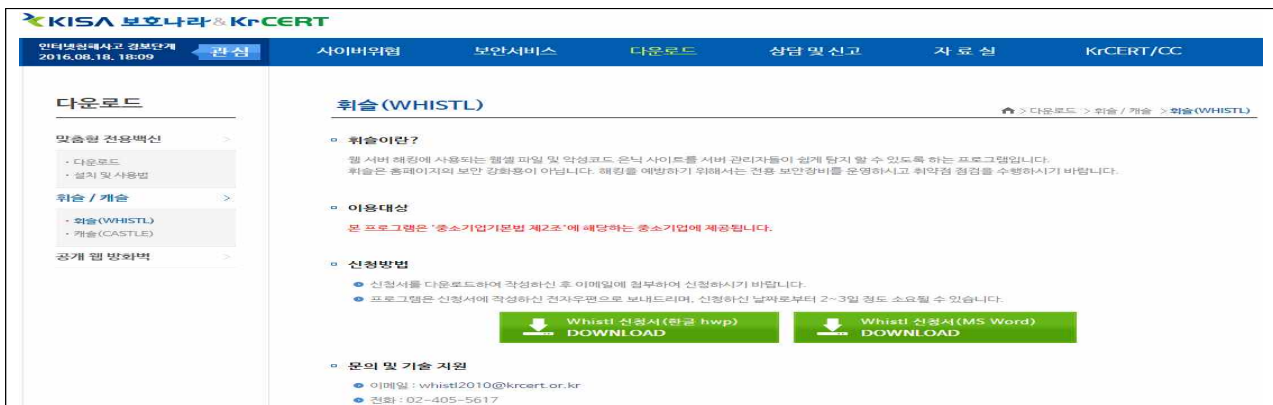 KISA 보호나라&KrCERT
인터넷침해사고 경보단계
2016.08.18. 18:09
관심
사이버위협 보안서비스 다운로드 상담 및 신고 자 료 실 KrCERT/CC
다운로드
맞춤형 전용백신 >
· 다운로드
· 설치 및 사용법
휘슬 / 캐슬 >
· 휘슬(WHISTL)
· 캐슬(CASTLE)
공개 웹 방화벽 >
휘슬(WHISTL)
> 다운로드 > 휘슬 / 캐슬 > 휘슬(WHISTL)
휘슬이란?
웹 서버 해킹에 사용되는 웹쉘 파일 및 악성코드 은닉 사이트를 서버 관리자들이 쉽게 탐지 할 수 있도록 하는 프로그램입니다.
휘슬은 홈페이지의 보안 강화용이 아닙니다. 해킹을 예방하기 위해서는 전용 보안장비를 운영하시고 취약점 점검을 수행하시기 바랍니다.
이용대상
본 프로그램은 '중소기업기본법 제2조'에 해당하는 중소기업에 제공됩니다.
신청방법
신청서를 다운로드하여 작성하신 후 이메일에 첨부하여 신청하시기 바랍니다.
프로그램은 신청서에 작성하신 전자우편으로 보내드리며, 신청하신 날짜로부터 2~3일 정도 소요될 수 있습니다.
Whistl 신청서(한글 hwp)
DOWNLOAD
Whistl 신청서(MS Word)
DOWNLOAD
문의 및 기술 지원
이메일 : whistl2010@krcert.or.kr
전화 : 02-405-5617